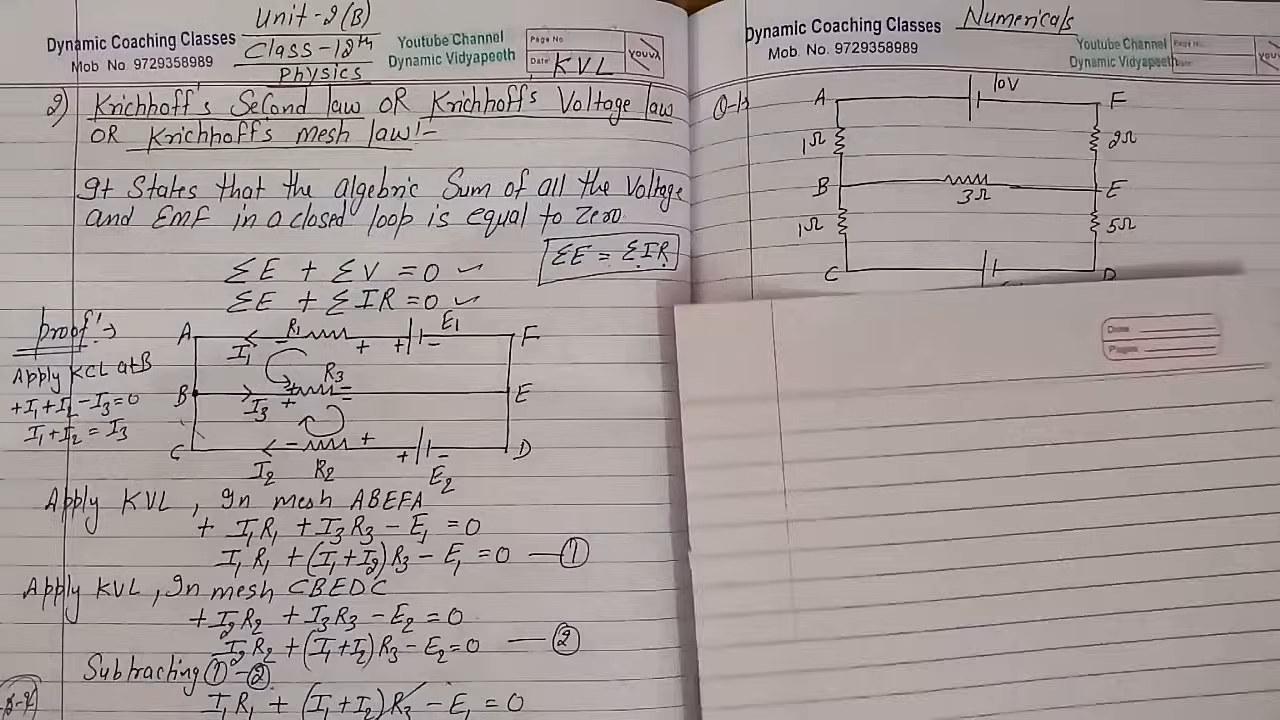 Unit-2(B)
Dynamic Coaching Classes
Mob No. 9729358989
Class-12th
Physics
Youtube Channel
Dynamic Vidyapeeth
Page No
Date
KVL
YOUVA
2) Krichhoff's Second law OR Krichhoff's Voltage law
OR Krichhoff's mesh law:-
It States that the algebric Sum of all the Voltage
and EMF in a closed loop is equal to Zero.
ΣE + ΣV = 0 ✓
ΣE = ΣIR
ΣE + ΣIR = 0 ✓
Proof:→
Apply KCL at B
+I₁+I₂-I₃=0
I₁+I₂ = I₃
A R₁ E₁ F
I₁ + + -
R₃
B I₃ + - E
C - + + - D
I₂ R₂ E₂
Apply KVL, In mesh ABEFA
+ I₁R₁ + I₃R₃ - E₁ = 0
I₁R₁ + (I₁+I₂)R₃ - E₁ = 0 —①
Apply KVL, In mesh CBEDC
+ I₂R₂ + I₃R₃ - E₂ = 0
I₂R₂ + (I₁+I₂)R₃ - E₂ = 0 —②
Subtracting ①-②
I₁R₁ + (I₁+I₂)R₃ - E₁ = 0
Dynamic Coaching Classes
Mob. No. 9729358989
Numericals
Youtube Channel
Dynamic Vidyapeeth
Page No
Date
Q-1)
A 10V F
1Ω 2Ω
B 3Ω E
1Ω 5Ω
C D
Date
Pages